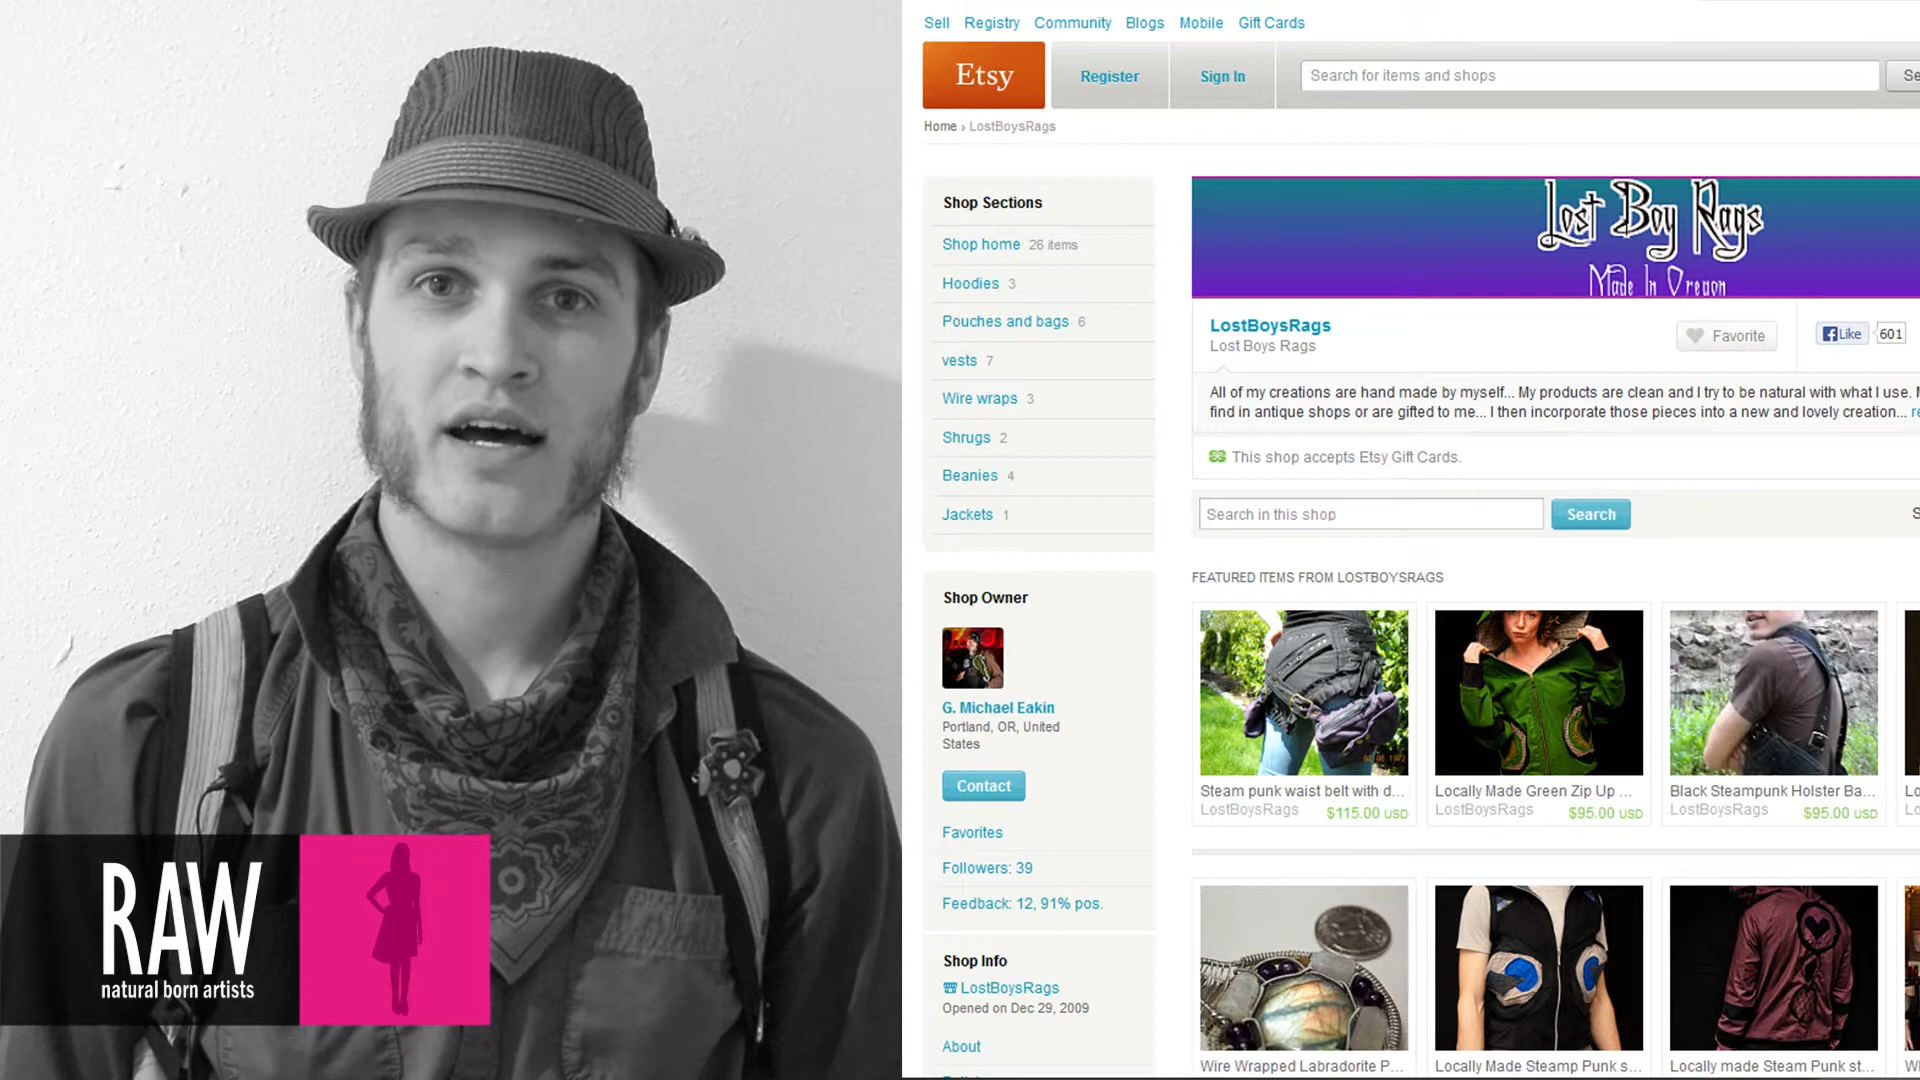 RAW
natural born artists
Sell Registry Community Blogs Mobile Gift Cards
Etsy Register Sign In Search for items and shops
Home › LostBoysRags
Shop Sections
Shop home 26 items
Hoodies 3
Pouches and bags 6
vests 7
Wire wraps 3
Shrugs 2
Beanies 4
Jackets 1
Shop Owner
G. Michael Eakin
Portland, OR, United
States
Contact
Favorites
Followers: 39
Feedback: 12, 91% pos.
Shop Info
LostBoysRags
Opened on Dec 29, 2009
About
Lost Boy Rags
Made In Oregon
LostBoysRags
Lost Boys Rags
Favorite
Like 601
All of my creations are hand made by myself... My products are clean and I try to be natural with what I use.
find in antique shops or are gifted to me... I then incorporate those pieces into a new and lovely creation...
This shop accepts Etsy Gift Cards.
Search in this shop Search
FEATURED ITEMS FROM LOSTBOYSRAGS
Steam punk waist belt with d...
LostBoysRags $115.00 USD
Locally Made Green Zip Up ...
LostBoysRags $95.00 USD
Black Steampunk Holster Ba...
LostBoysRags $95.00 USD
Wire Wrapped Labradorite P...
Locally Made Steamp Punk s...
Locally made Steam Punk st...